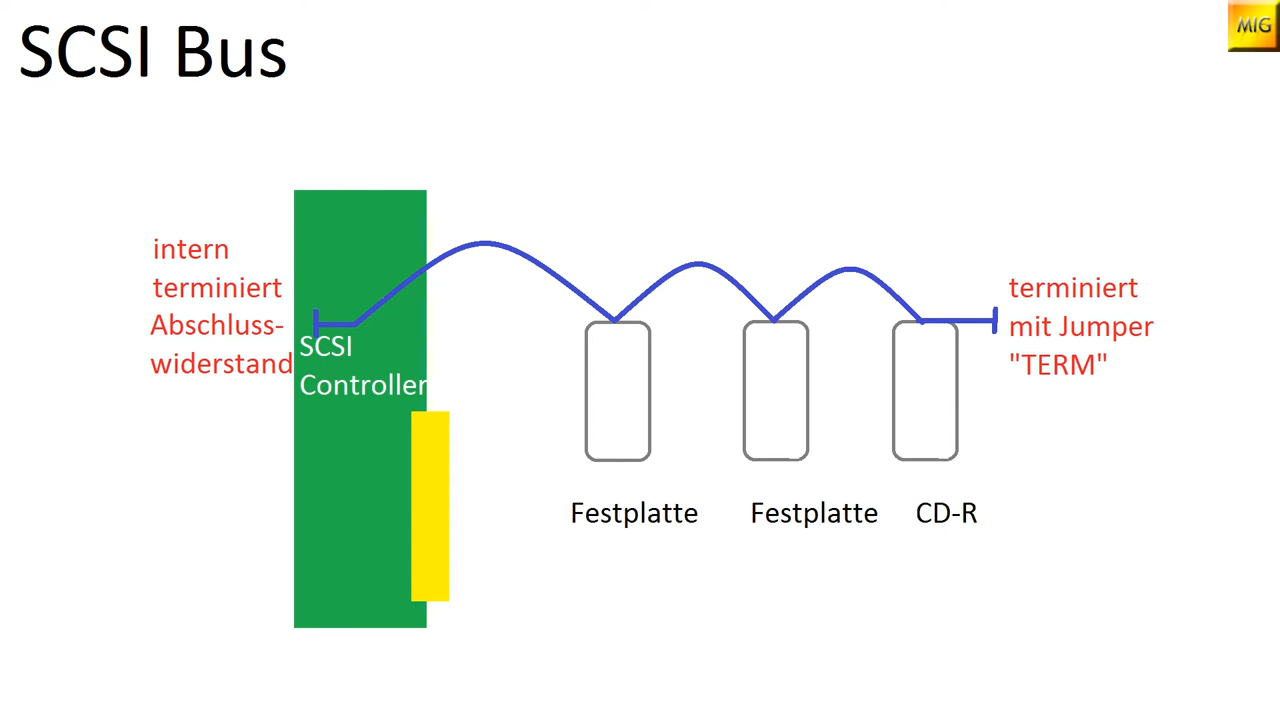 SCSI Bus
MIG
intern
terminiert
Abschluss-
widerstand
SCSI
Controller
terminiert
mit Jumper
"TERM"
Festplatte
Festplatte
CD-R